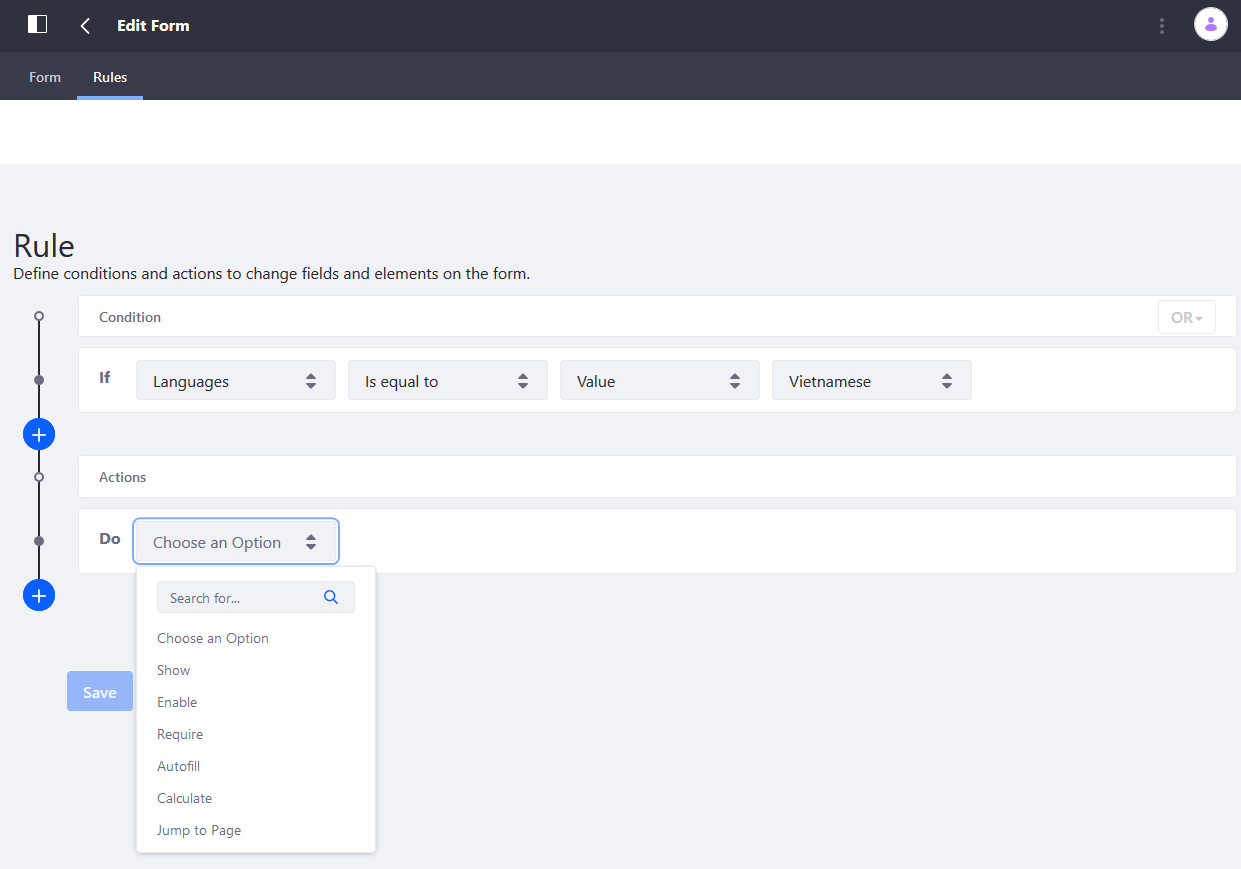 Edit Form
Form Rules
Rule
Define conditions and actions to change fields and elements on the form.
Condition OR
If Languages Is equal to Value Vietnamese
Actions
Do Choose an Option
Search for...
Choose an Option
Show
Enable
Save
Require
Autofill
Calculate
Jump to Page